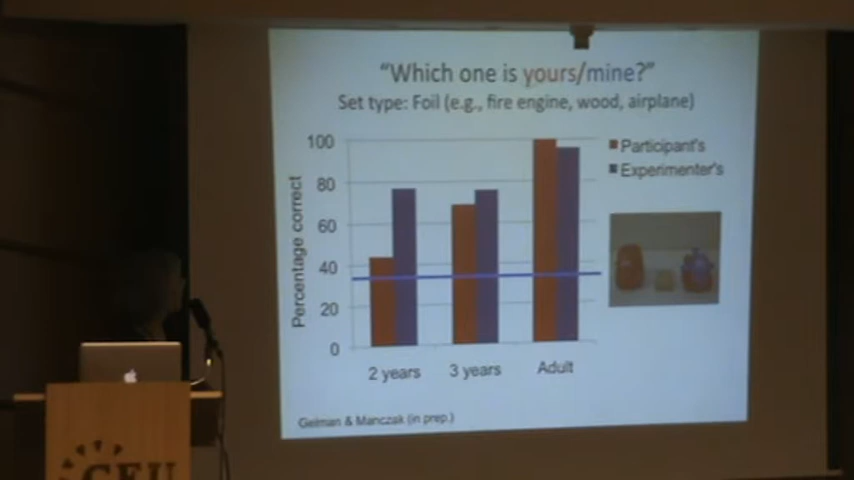 “Which one is yours/mine?”
Set type: Foil (e.g., fire engine, wood, airplane)
100
80
60
40
20
0
Percentage correct
2 years
3 years
Adult
Participant's
Experimenter's
Gelman & Manczak (in prep.)
CEU